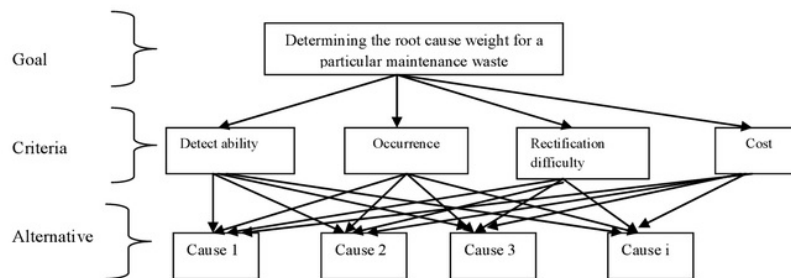 Goal
Determining the root cause weight for a
particular maintenance waste
Criteria
Detect ability
Occurrence
Rectification
difficulty
Cost
Alternative
Cause 1
Cause 2
Cause 3
Cause i